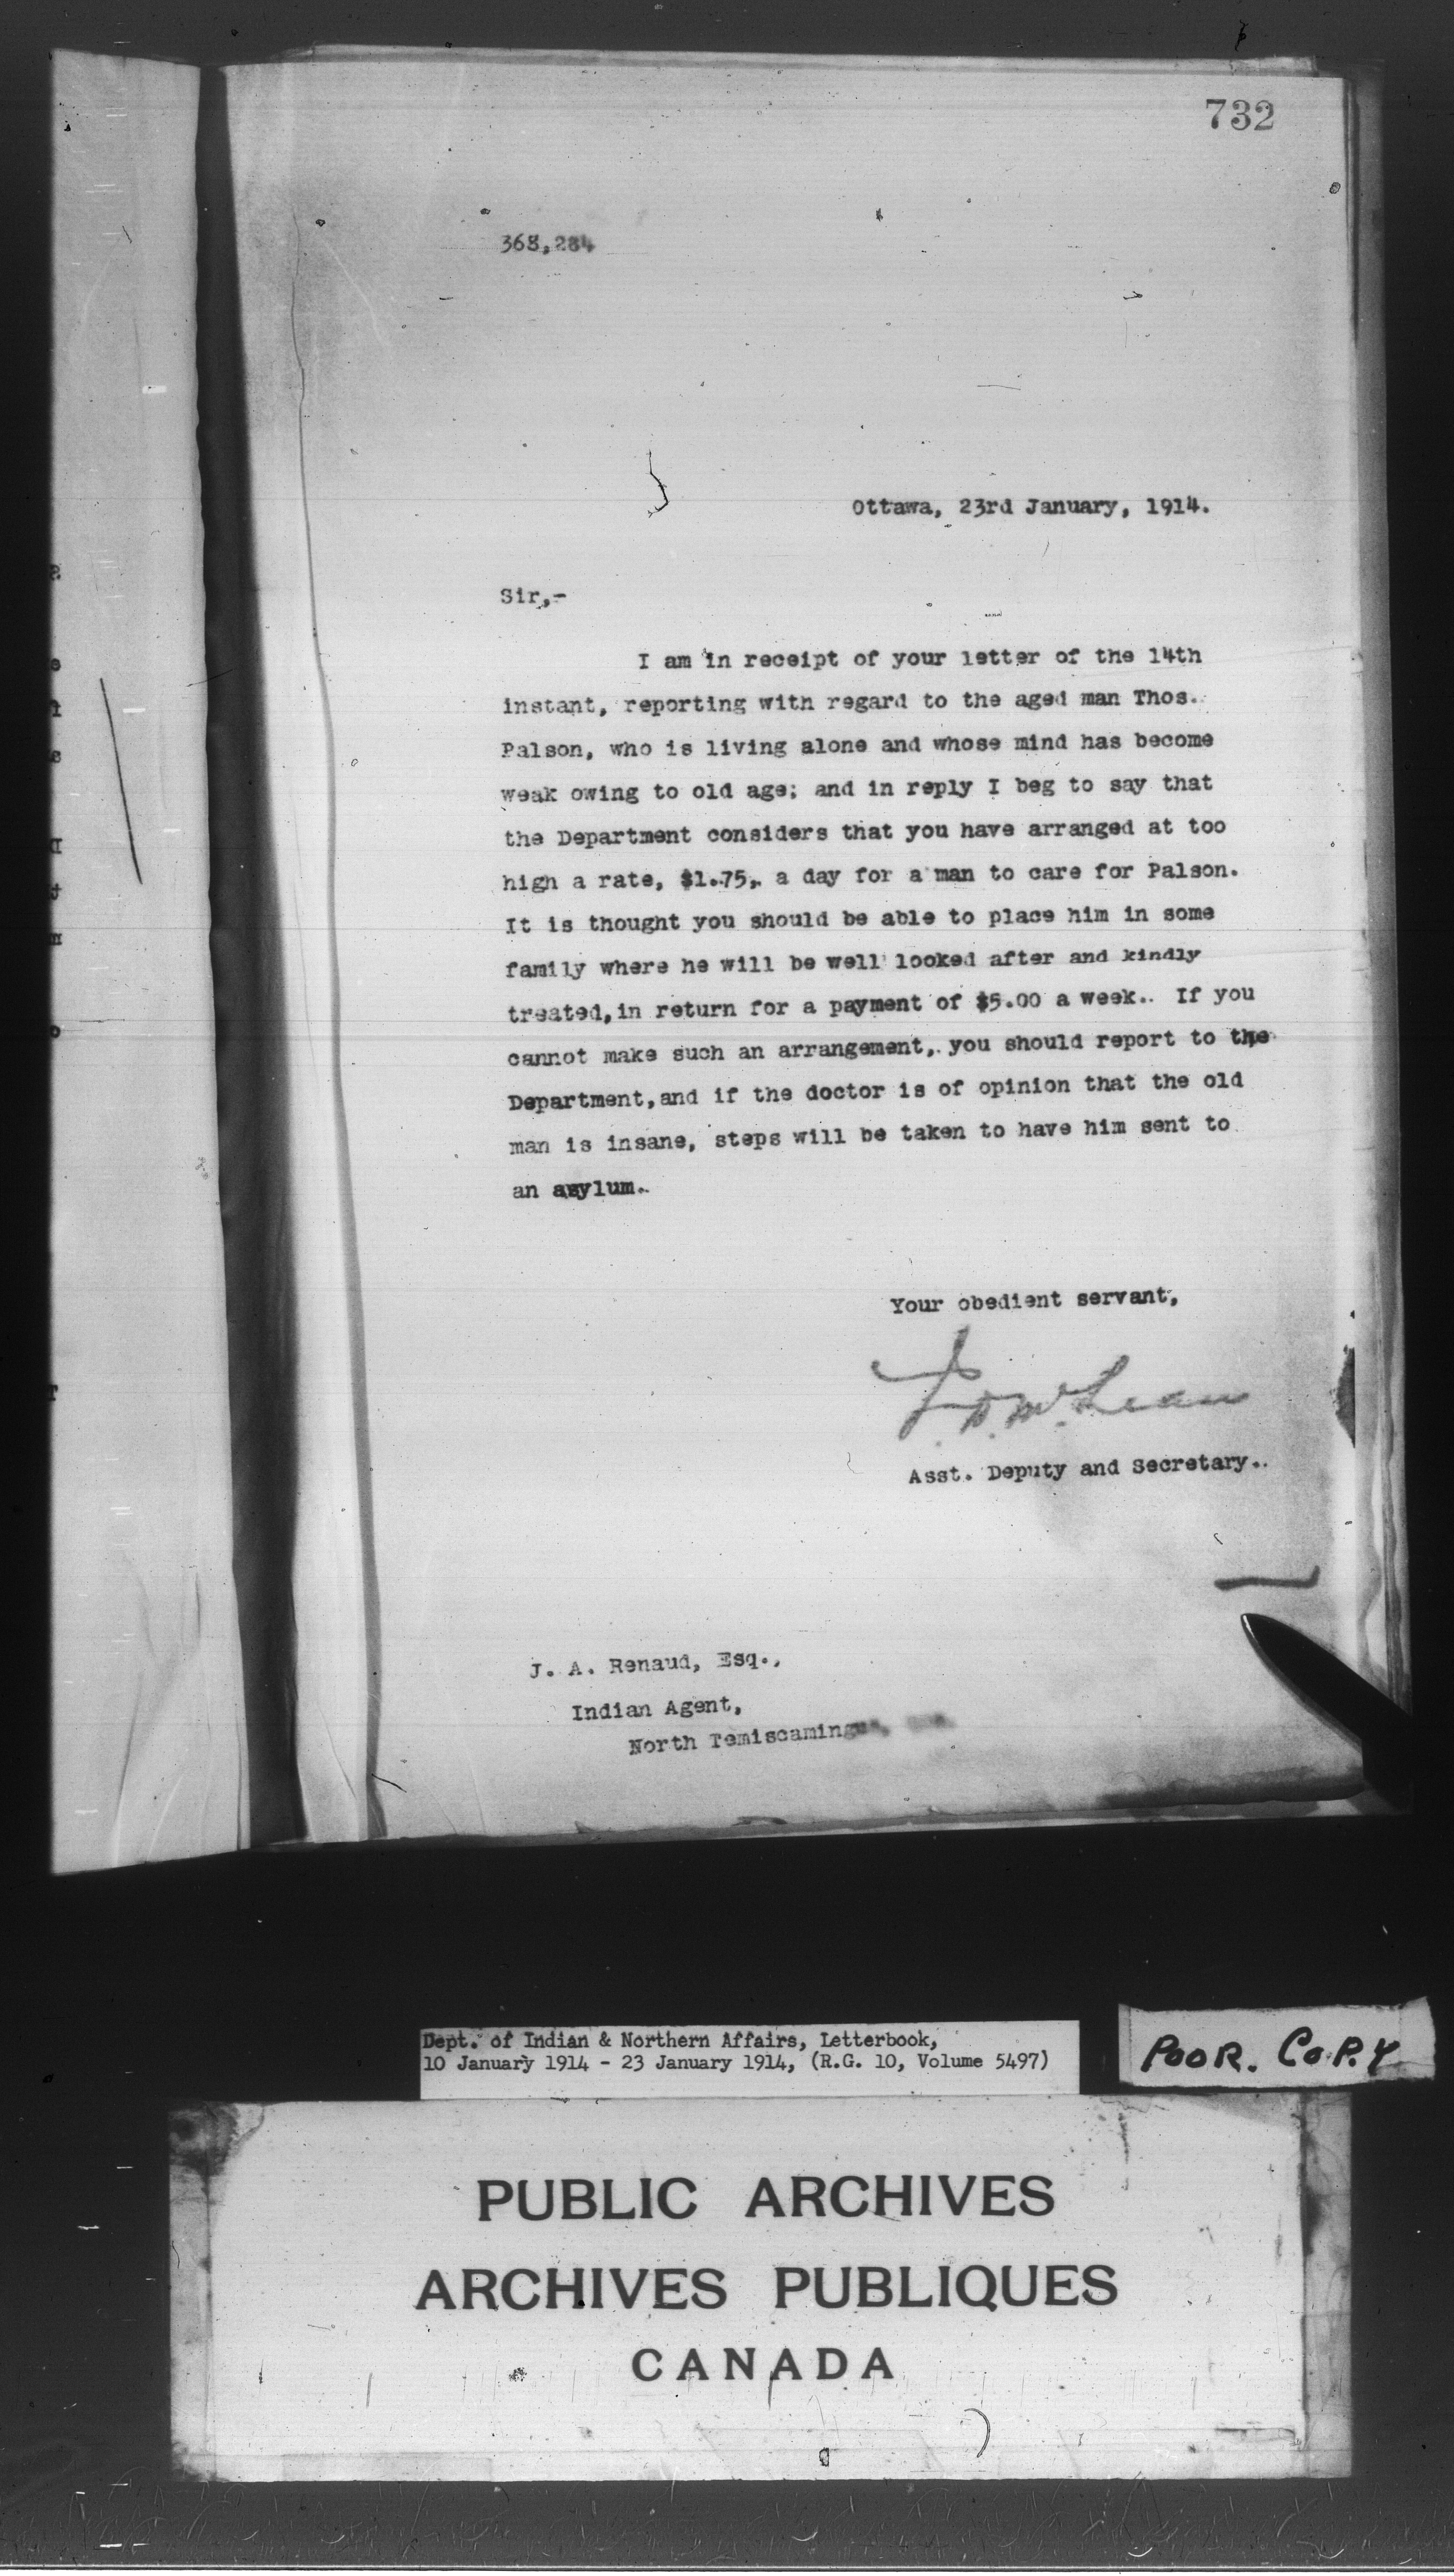 732
368,284
Ottawa, 23rd January, 1914.
Sir,-
I am in receipt of your letter of the 14th
instant, reporting with regard to the aged man Thos.
Palson, who is living alone and whose mind has become
weak owing to old age; and in reply I beg to say that
the Department considers that you have arranged at too
high a rate, $1.75, a day for a man to care for Palson.
It is thought you should be able to place him in some
family where he will be well looked after and kindly
treated, in return for a payment of $5.00 a week. If you
cannot make such an arrangement, you should report to the
Department, and if the doctor is of opinion that the old
man is insane, steps will be taken to have him sent to
an asylum.
Your obedient servant,
J. D. McLean
Asst. Deputy and Secretary.
J. A. Renaud, Esq.,
Indian Agent,
North Temiscamingue,
Dept. of Indian & Northern Affairs, Letterbook,
10 January 1914 - 23 January 1914, (R.G. 10, Volume 5497)
POOR. COPY
PUBLIC ARCHIVES
ARCHIVES PUBLIQUES
CANADA